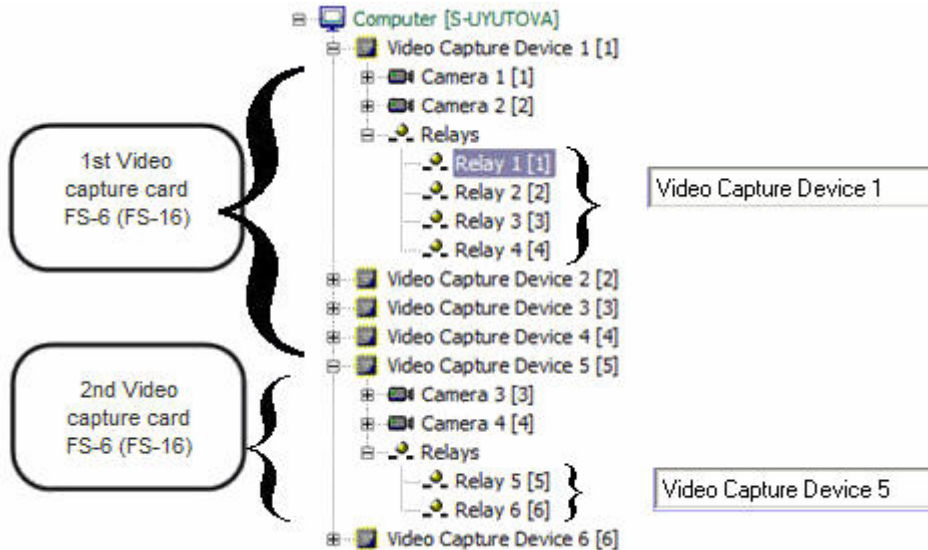 Computer [S-UYUTOVA]
Video Capture Device 1 [1]
Camera 1 [1]
Camera 2 [2]
Relays
Relay 1 [1]
Relay 2 [2]
Relay 3 [3]
Relay 4 [4]
Video Capture Device 2 [2]
Video Capture Device 3 [3]
Video Capture Device 4 [4]
Video Capture Device 5 [5]
Camera 3 [3]
Camera 4 [4]
Relays
Relay 5 [5]
Relay 6 [6]
Video Capture Device 6 [6]
1st Video
capture card
FS-6 (FS-16)
2nd Video
capture card
FS-6 (FS-16)
Video Capture Device 1
Video Capture Device 5